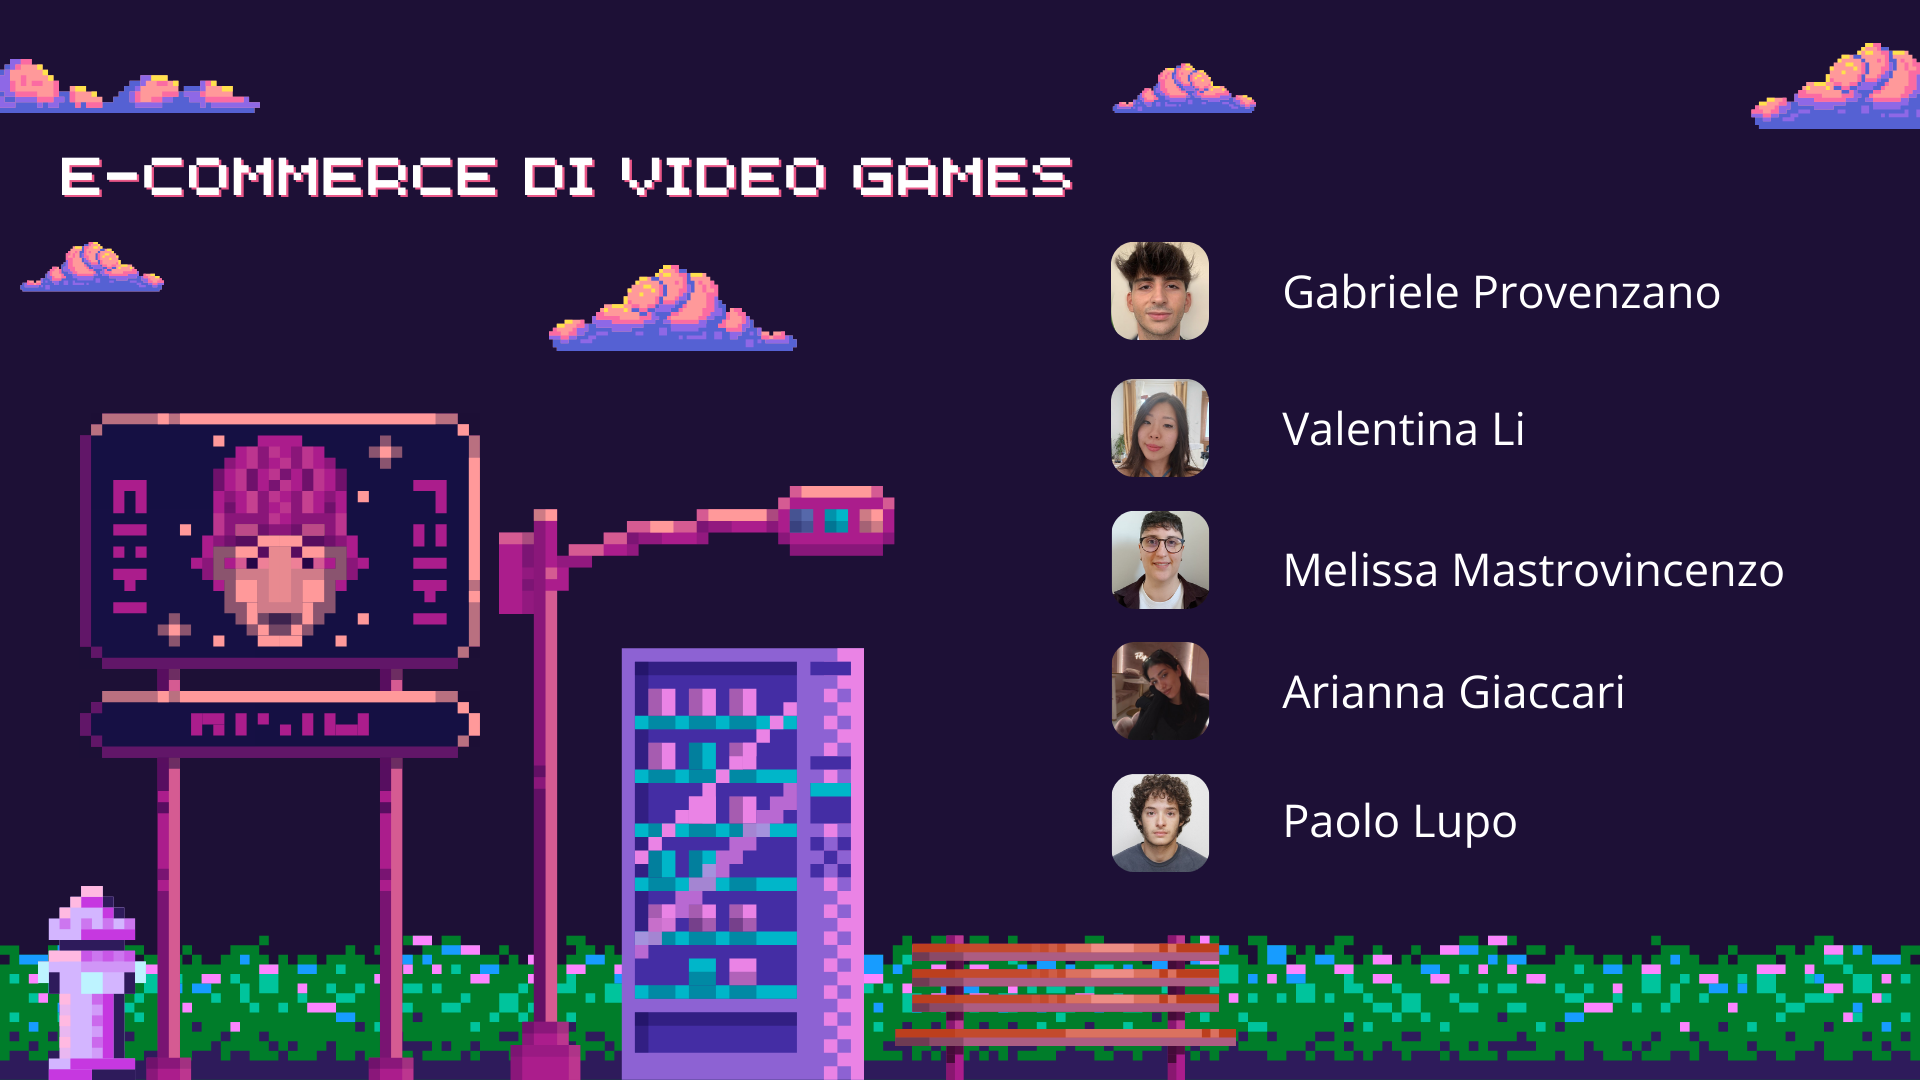 E-COMMERCE DI VIDEO GAMES
Gabriele Provenzano
Valentina Li
Melissa Mastrovincenzo
Arianna Giaccari
Paolo Lupo